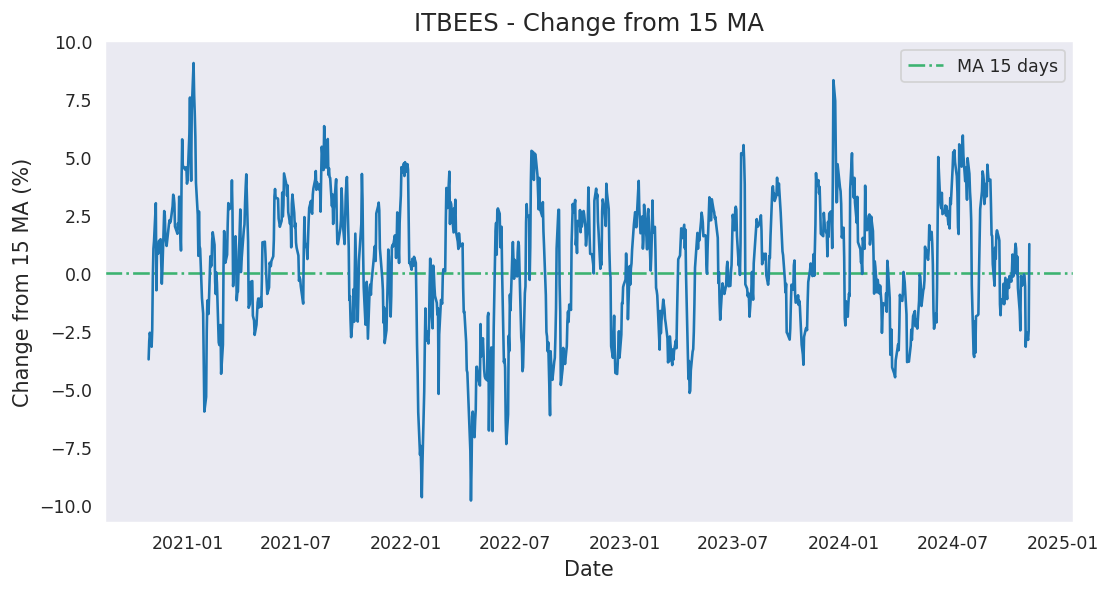 ITBEES - Change from 15 MA
MA 15 days
Change from 15 MA (%)
10.0
7.5
5.0
2.5
0.0
−2.5
−5.0
−7.5
−10.0
2021-01 2021-07 2022-01 2022-07 2023-01 2023-07 2024-01 2024-07 2025-01
Date